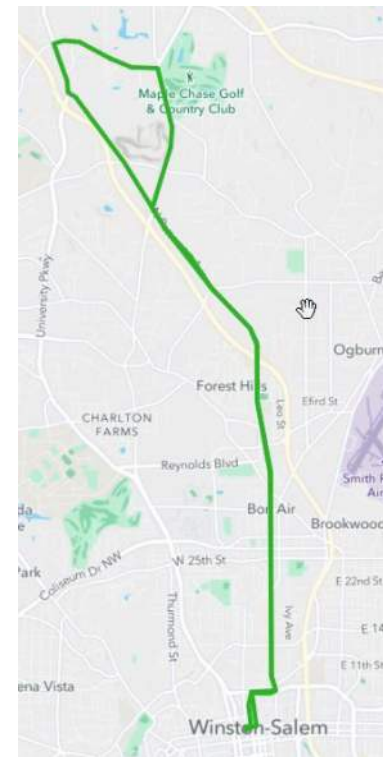 Maple Chase Golf
& Country Club
University Pkwy
Ogburn
Forest Hills
Efird St
Leo St
CHARLTON
FARMS
Reynolds Blvd
Smith R
Air
Bon Air
Brookwood
W 25th St
Coliseum Dr NW
Park
E 22nd St
Thurmond St
Ivy Ave
E 14
E 11th St
ena Vista
Winston-Salem